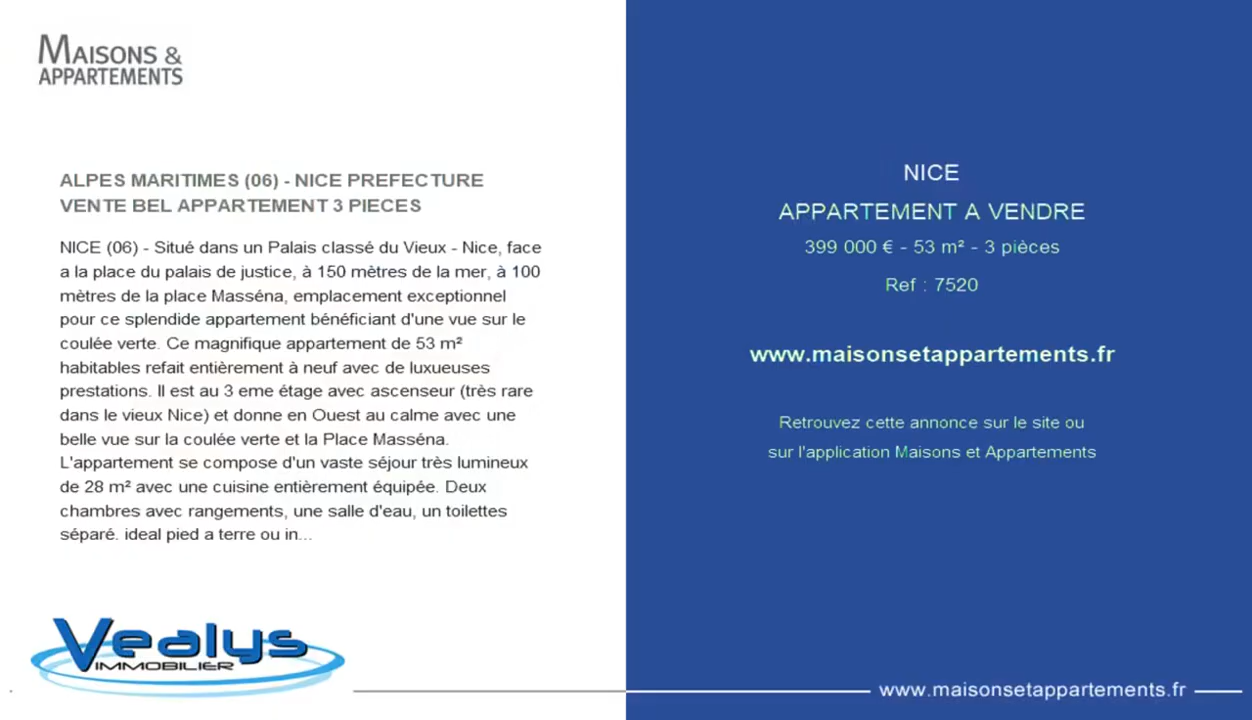 MAISONS &
APPARTEMENTS
ALPES MARITIMES (06) - NICE PREFECTURE
VENTE BEL APPARTEMENT 3 PIECES
NICE (06) - Situé dans un Palais classé du Vieux - Nice, face
a la place du palais de justice, à 150 mètres de la mer, à 100
mètres de la place Masséna, emplacement exceptionnel
pour ce splendide appartement bénéficiant d'une vue sur le
coulée verte. Ce magnifique appartement de 53 m²
habitables refait entièrement à neuf avec de luxueuses
prestations. Il est au 3 eme étage avec ascenseur (très rare
dans le vieux Nice) et donne en Ouest au calme avec une
belle vue sur la coulée verte et la Place Masséna.
L'appartement se compose d'un vaste séjour très lumineux
de 28 m² avec une cuisine entièrement équipée. Deux
chambres avec rangements, une salle d'eau, un toilettes
séparé. ideal pied a terre ou in...
Vealys
IMMOBILIER
NICE
APPARTEMENT A VENDRE
399 000 € - 53 m² - 3 pièces
Ref : 7520
www.maisonsetappartements.fr
Retrouvez cette annonce sur le site ou
sur l'application Maisons et Appartements
www.maisonsetappartements.fr